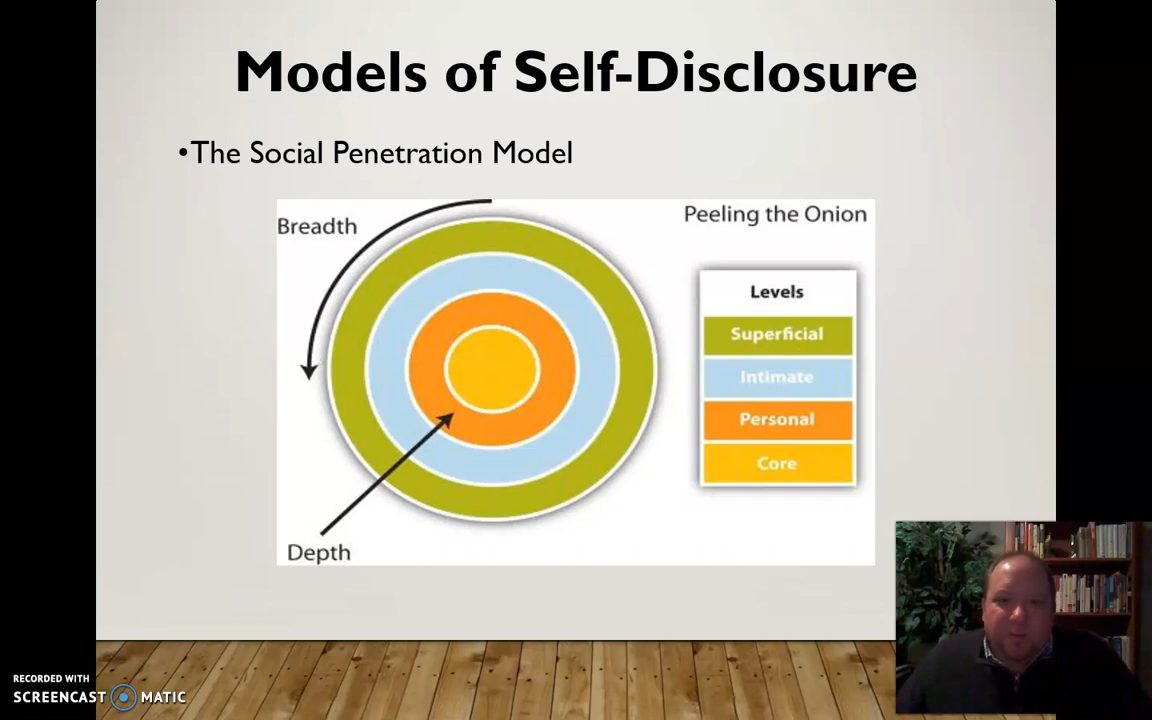 Models of Self-Disclosure
•The Social Penetration Model
Breadth
Peeling the Onion
Levels
Superficial
Intimate
Personal
Core
Depth
RECORDED WITH
SCREENCAST MATIC